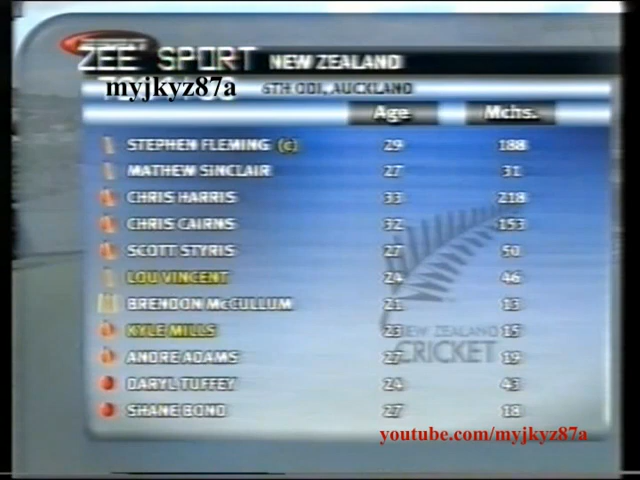 ZEE SPORT NEW ZEALAND
myjkyz87a
6TH ODI, AUCKLAND
Age Mchs.
STEPHEN FLEMING (c) 29 188
MATHEW SINCLAIR 27 31
CHRIS HARRIS 33 218
CHRIS CAIRNS 32 153
SCOTT STYRIS 27 50
LOU VINCENT 24 46
BRENDON McCULLUM 21 13
KYLE MILLS 23 15
ANDRE ADAMS 27 19
DARYL TUFFEY 24 43
SHANE BOND 27 18
NEW ZEALAND
CRICKET
youtube.com/myjkyz87a